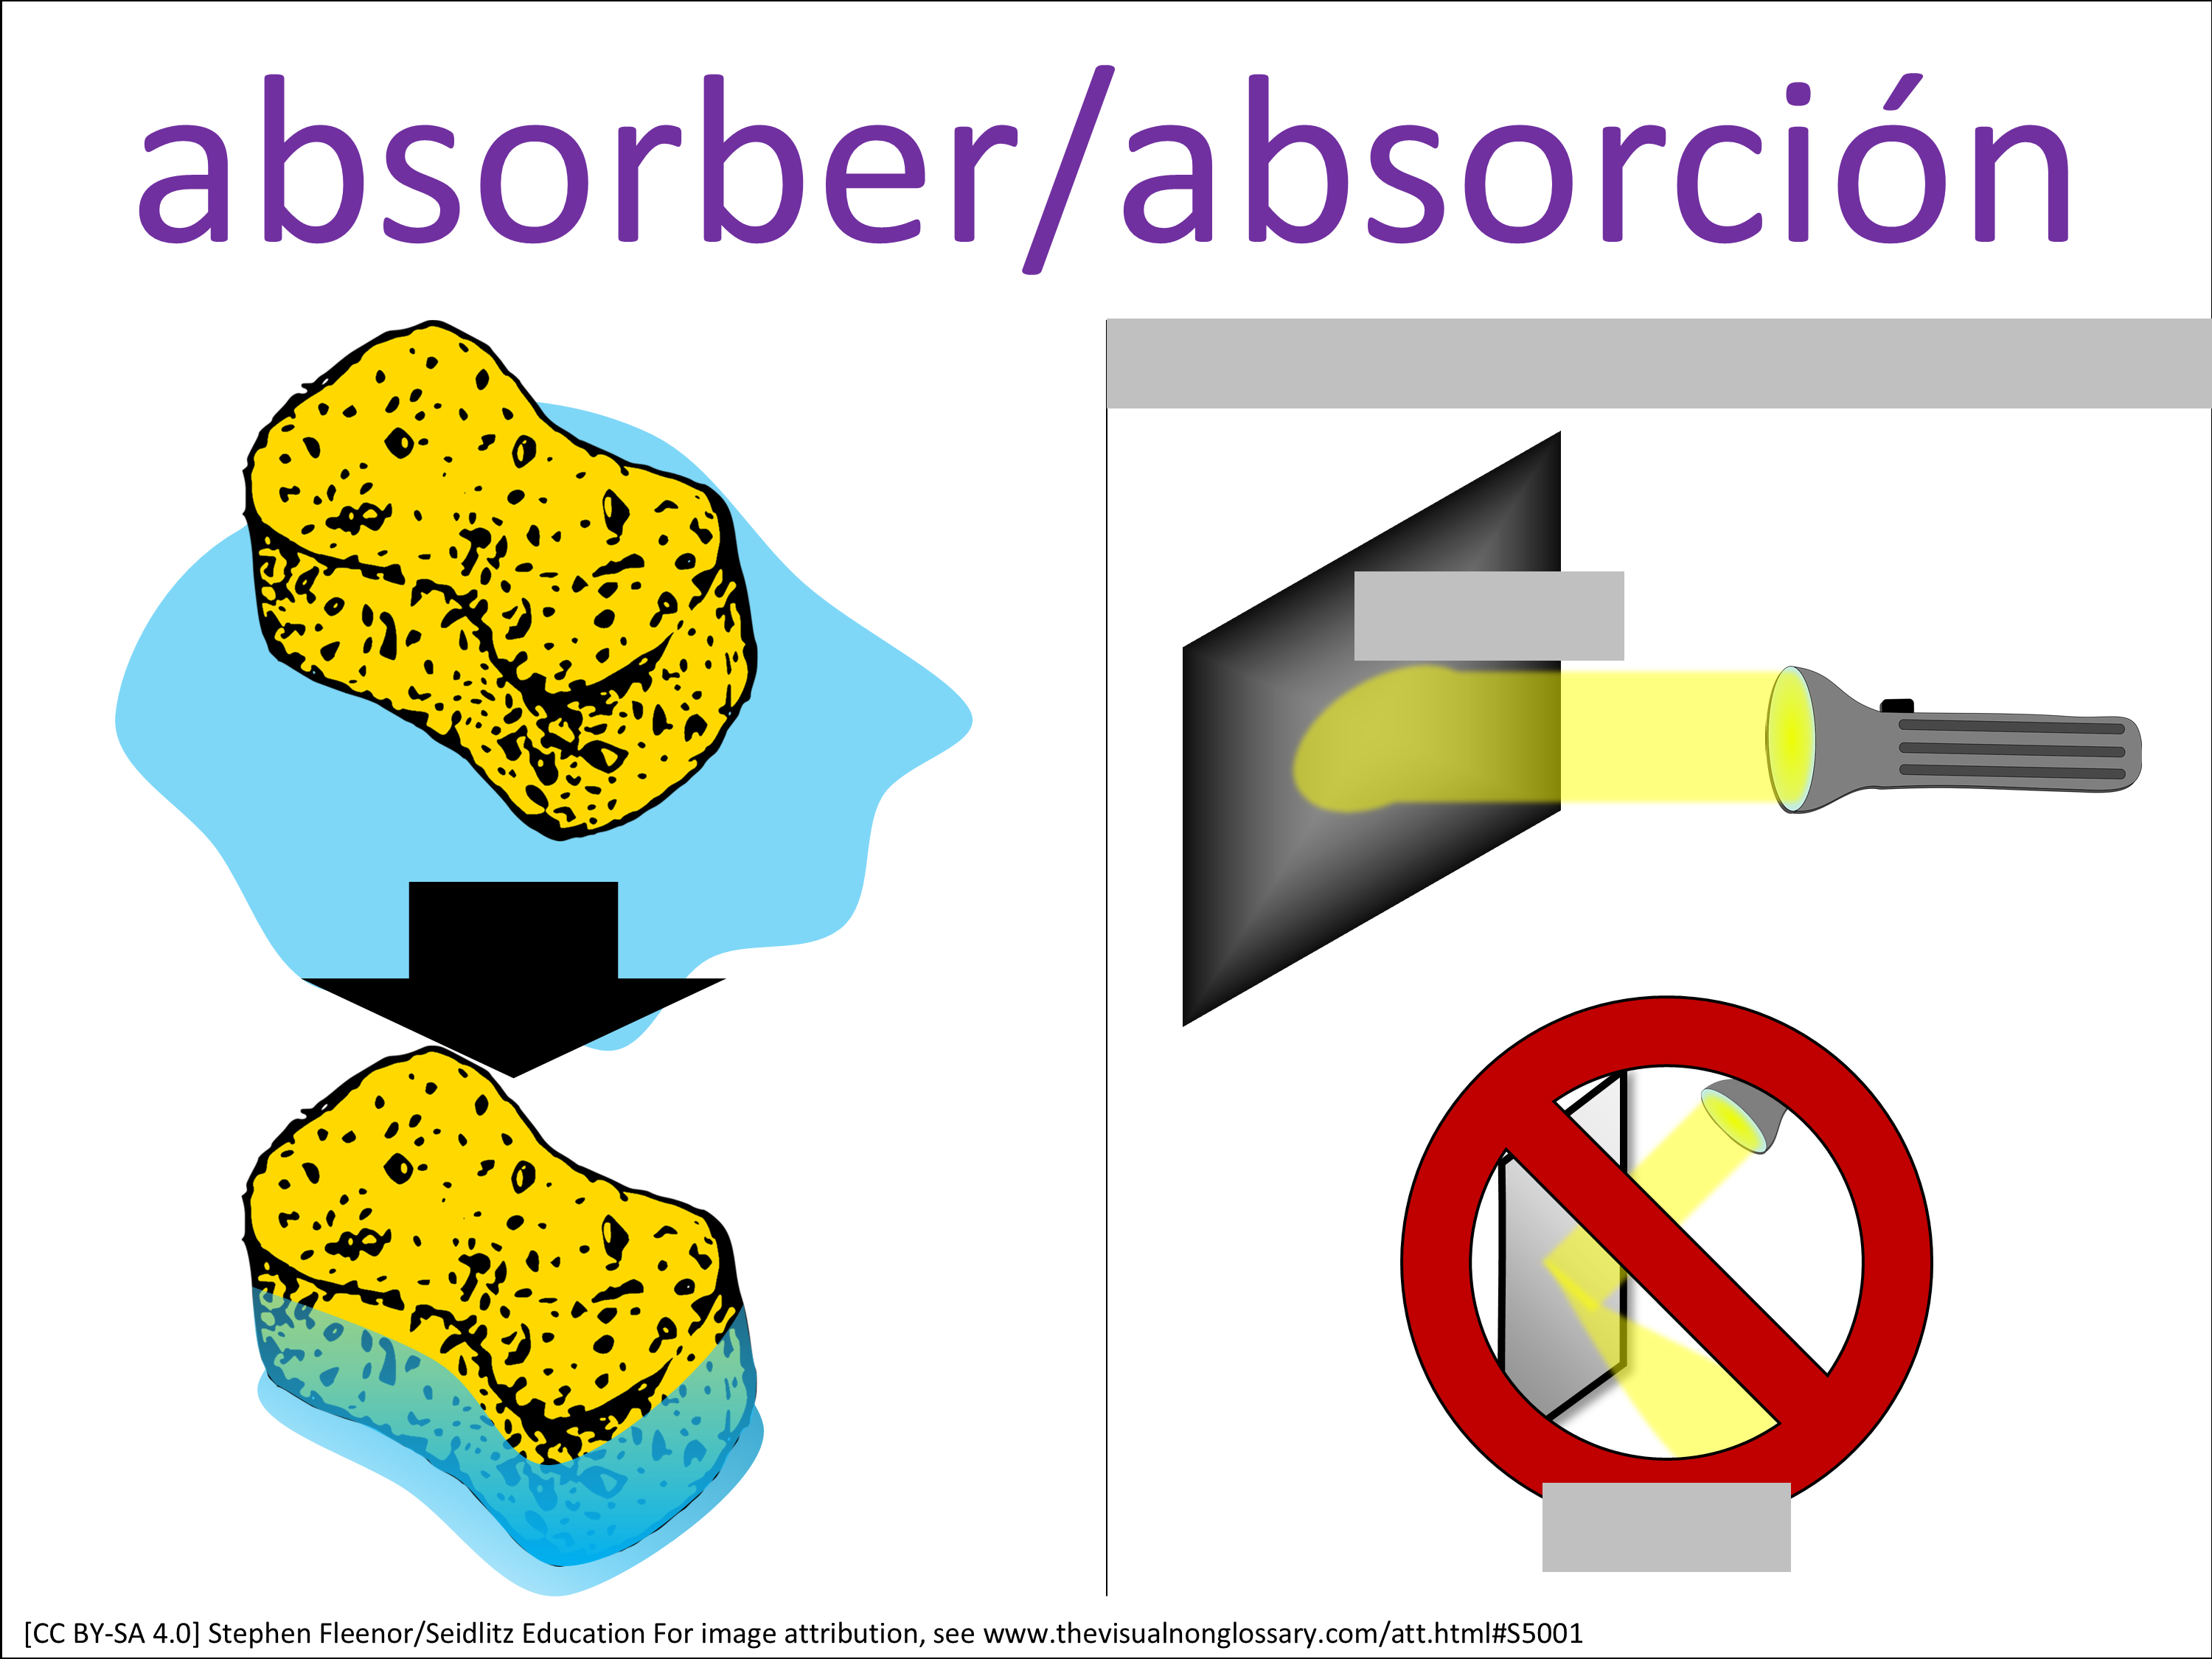 absorber/absorción
[CC BY-SA 4.0] Stephen Fleenor/Seidlitz Education For image attribution, see www.thevisualnonglossary.com/att.html#S5001